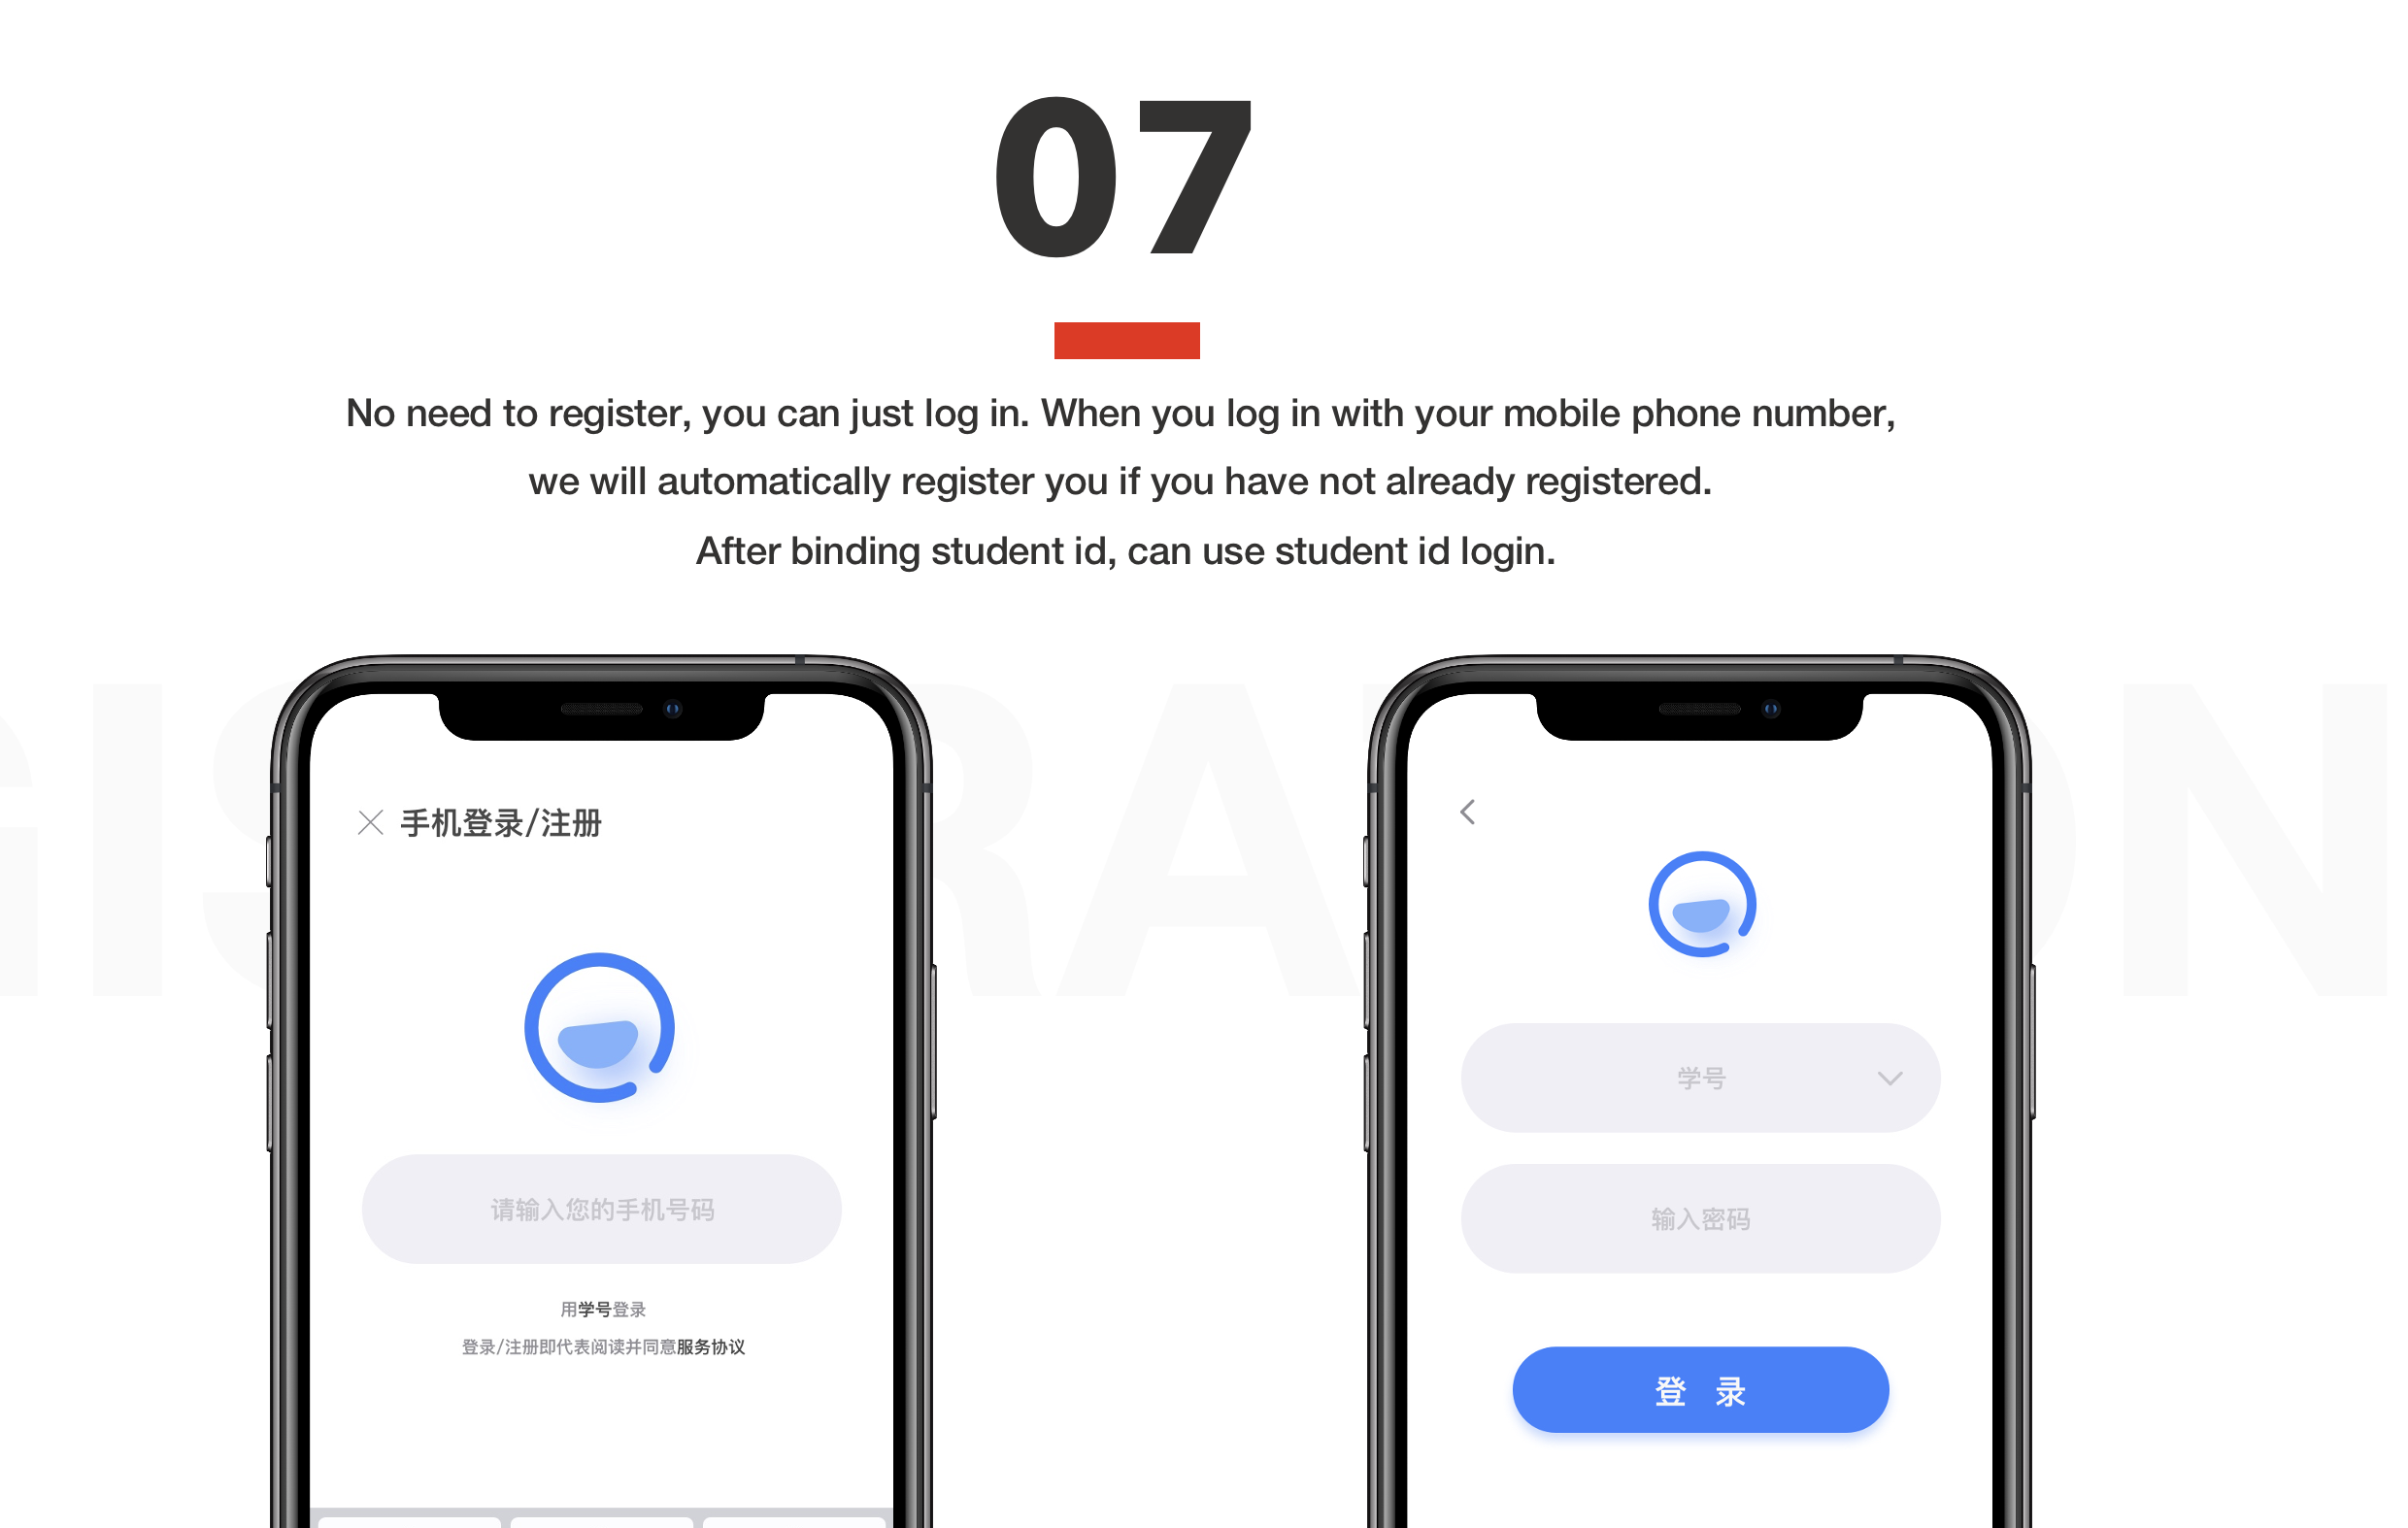 07
No need to register, you can just log in. When you log in with your mobile phone number,
we will automatically register you if you have not already registered.
After binding student id, can use student id login.
GISRAON
手机登录/注册
请输入您的手机号码
用学号登录
登录/注册即代表阅读并同意服务协议
学号
输入密码
登 录